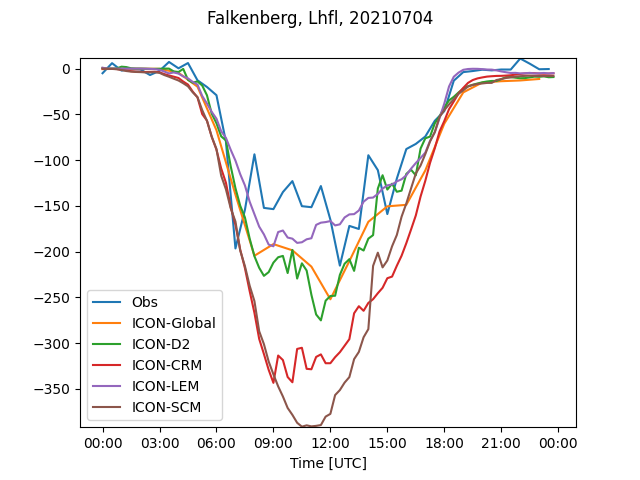 Falkenberg, Lhfl, 20210704
0
−50
−100
−150
−200
−250
−300
−350
Obs
ICON-Global
ICON-D2
ICON-CRM
ICON-LEM
ICON-SCM
00:00 03:00 06:00 09:00 12:00 15:00 18:00 21:00 00:00
Time [UTC]